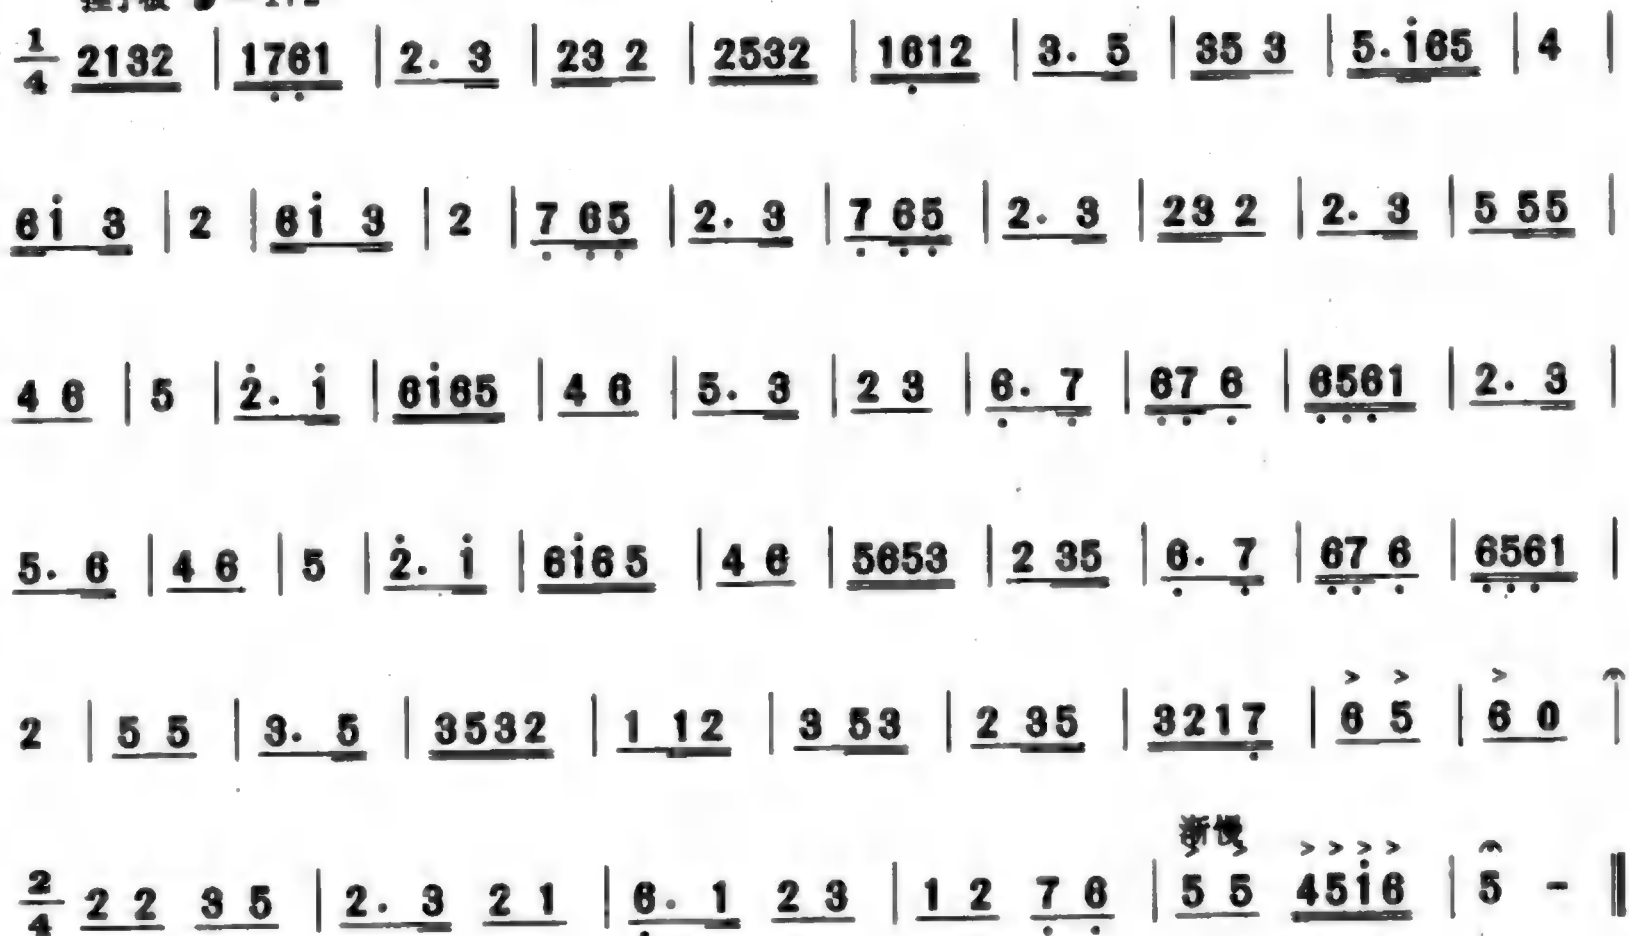 1/4 2132 | 1761 | 2. 3 | 23 2 | 2532 | 1612 | 3. 5 | 35 3 | 5.i65 | 4 |
6i 3 | 2 | 6i 3 | 2 | 7 65 | 2. 3 | 7 65 | 2. 3 | 23 2 | 2. 3 | 5 55 |
4 6 | 5 | 2. i | 6i65 | 4 6 | 5. 3 | 2 3 | 6. 7 | 67 6 | 6561 | 2. 3 |
5. 6 | 4 6 | 5 | 2. i | 6i65 | 4 6 | 5653 | 2 35 | 6. 7 | 67 6 | 6561 |
2 | 5 5 | 3. 5 | 3532 | 1 12 | 3 53 | 2 35 | 3217 | 6 5 | 6 0 |
渐慢
2/4 2 2 3 5 | 2. 3 2 1 | 6. 1 2 3 | 1 2 7 6 | 5 5 45i6 | 5 - ‖